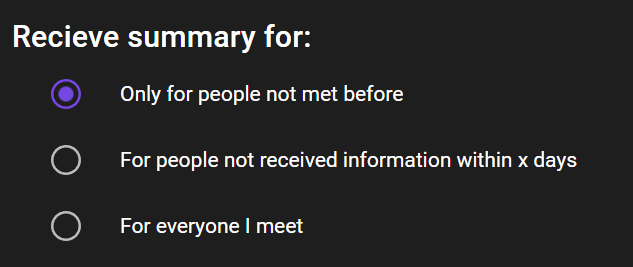 Recieve summary for:
Only for people not met before
For people not received information within x days
For everyone I meet